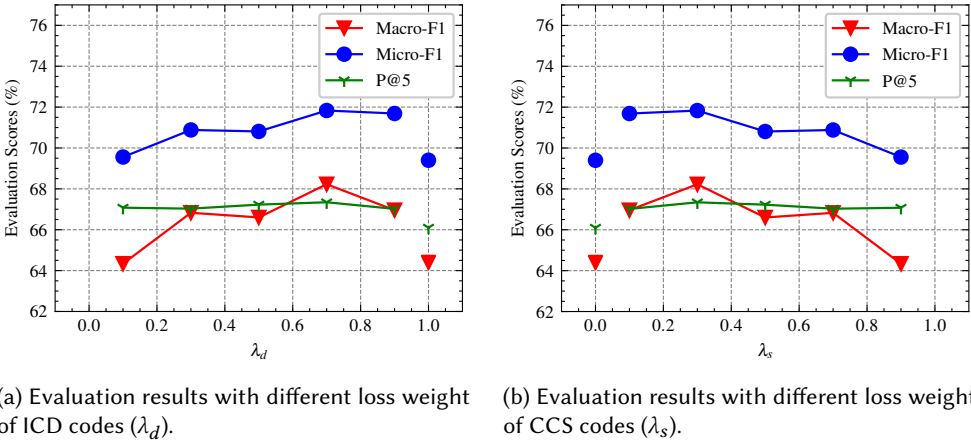 76
74
72
70
68
66
64
62
Evaluation Scores (%)
Macro-F1
Micro-F1
P@5
0.0 0.2 0.4 0.6 0.8 1.0
λd
76
74
72
70
68
66
64
62
Evaluation Scores (%)
Macro-F1
Micro-F1
P@5
0.0 0.2 0.4 0.6 0.8 1.0
λs
a) Evaluation results with different loss weight
of ICD codes (λd).
(b) Evaluation results with different loss weight
of CCS codes (λs).